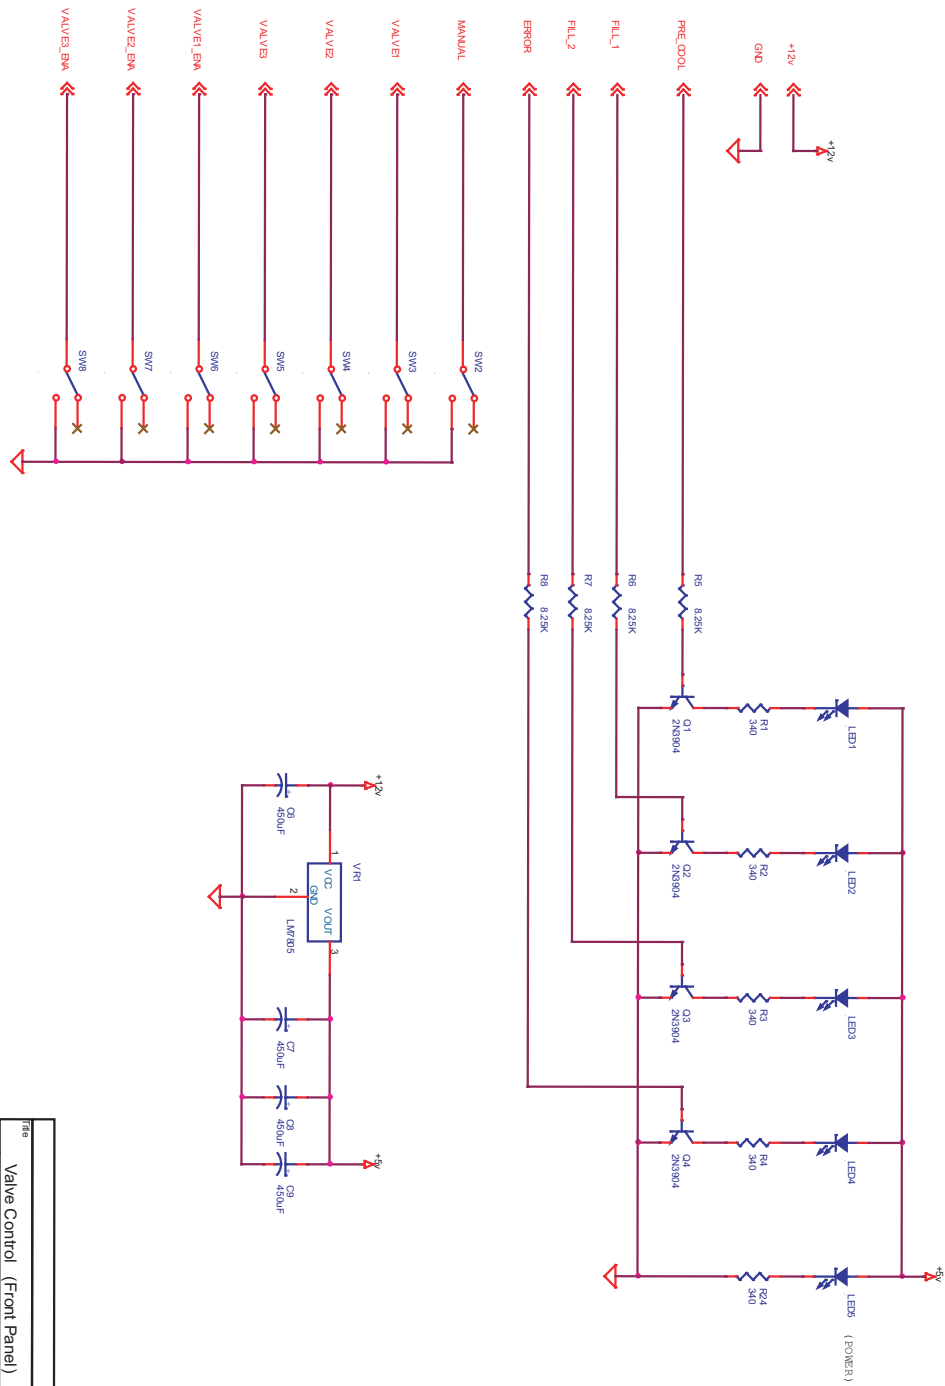 +12v
GND
+12v
PRE_COOL
FILL_1
FILL_2
ERROR
MANUAL
VALVE1
VALVE2
VALVE3
VALVE1_ENA
VALVE2_ENA
VALVE3_ENA
SW2
SW3
SW4
SW5
SW6
SW7
SW8
R5 8.25K
R6 8.25K
R7 8.25K
R8 8.25K
LED1
R1
340
Q1
2N3904
LED2
R2
340
Q2
2N3904
LED3
R3
340
Q3
2N3904
LED4
R4
340
Q4
2N3904
+5v
LED5
(POWER)
R24
340
+12v
C6
450uF
VR1
1
VCC
VOUT
3
GND
2
LM7805
C7
450uF
C8
450uF
+5v
C9
450uF
Title
Valve Control (Front Panel)